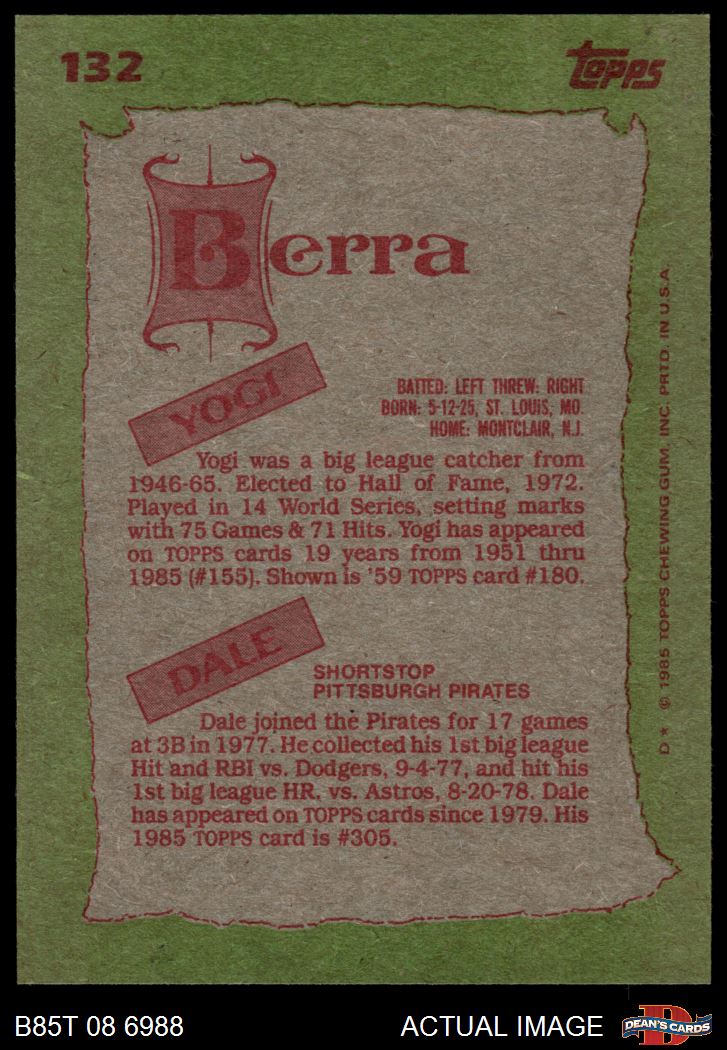 132
Topps
Berra
YOGI
BATTED: LEFT THREW: RIGHT
BORN: 5-12-25, ST. LOUIS, MO.
HOME: MONTCLAIR, N.J.
Yogi was a big league catcher from
1946-65. Elected to Hall of Fame, 1972.
Played in 14 World Series, setting marks
with 75 Games & 71 Hits. Yogi has appeared
on TOPPS cards 19 years from 1951 thru
1985 (#155). Shown is '59 TOPPS card #180.
DALE
SHORTSTOP
PITTSBURGH PIRATES
Dale joined the Pirates for 17 games
at 3B in 1977. He collected his 1st big league
Hit and RBI vs. Dodgers, 9-4-77, and hit his
1st big league HR, vs. Astros, 8-20-78. Dale
has appeared on TOPPS cards since 1979. His
1985 TOPPS card is #305.
D* © 1985 TOPPS CHEWING GUM, INC. PRTD. IN U.S.A.
B85T 08 6988
ACTUAL IMAGE
DEAN'S CARDS